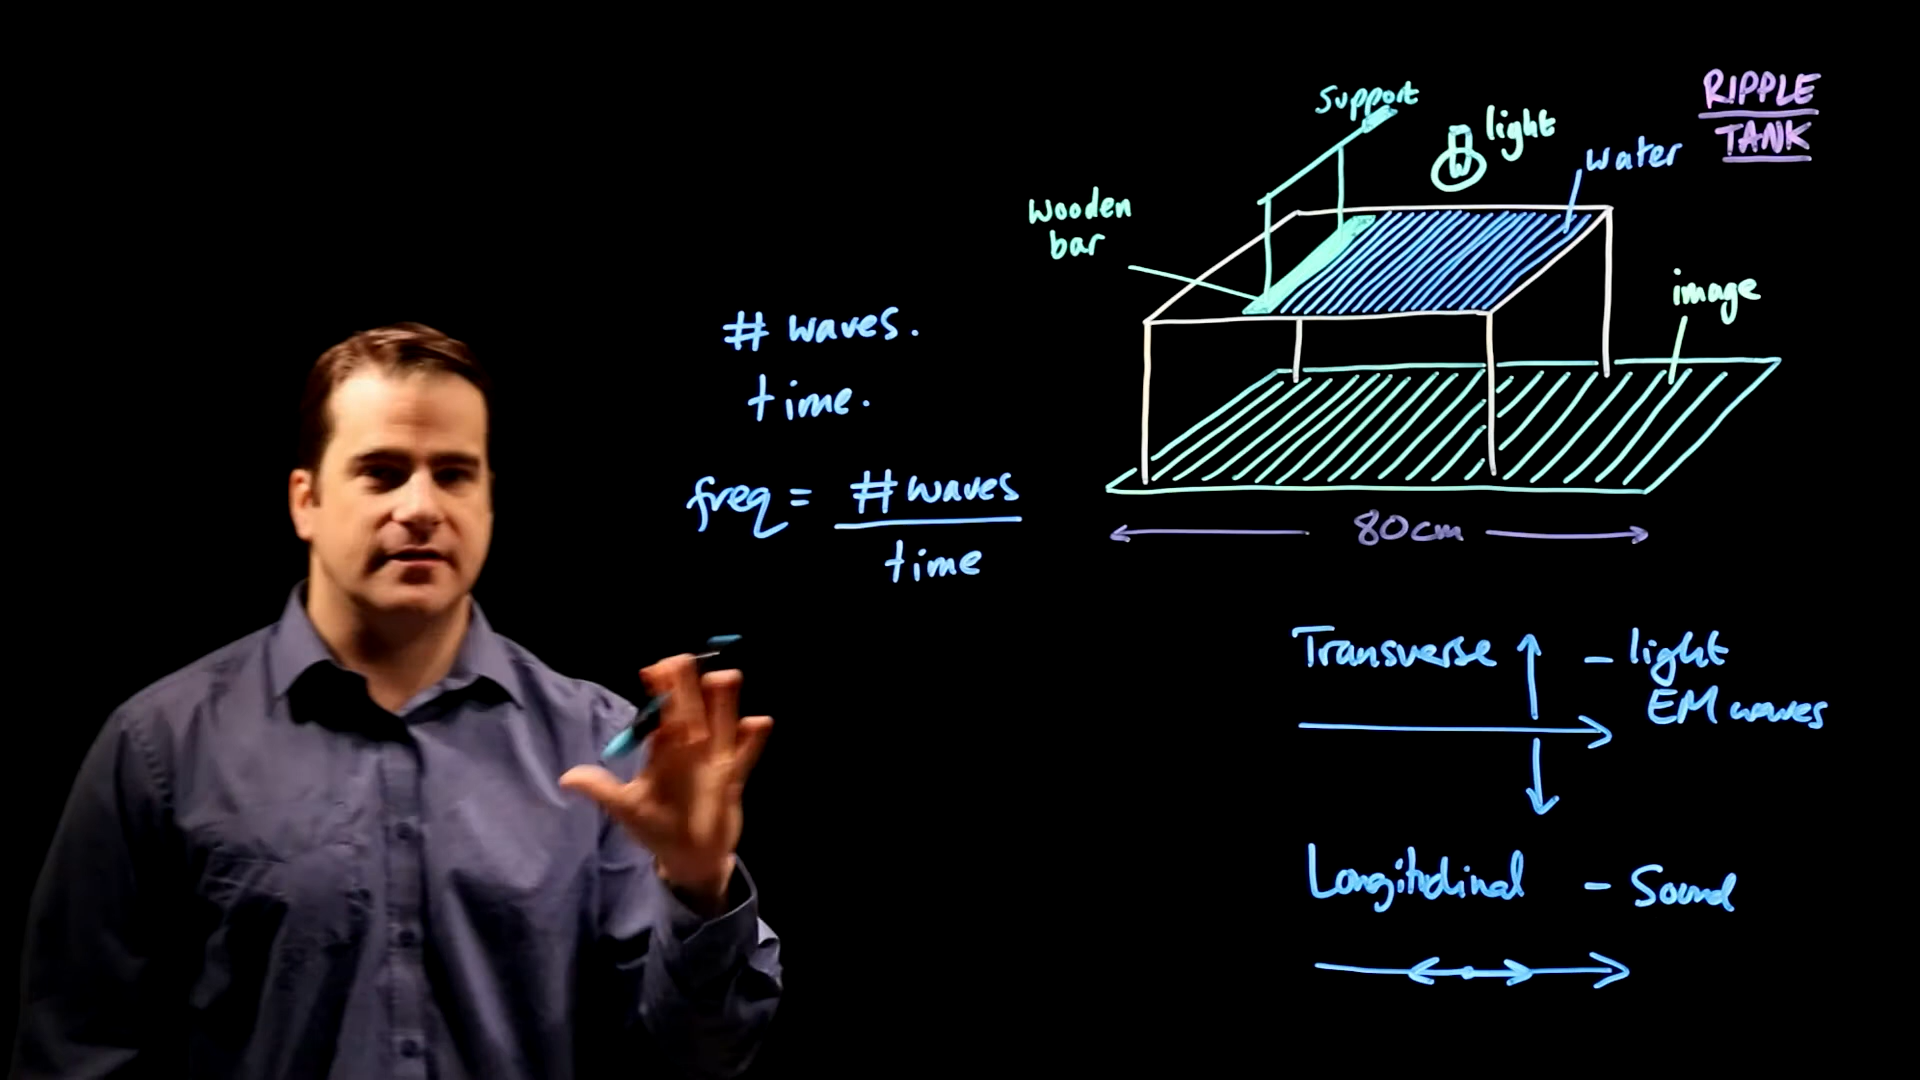 RIPPLE
TANK
support
light
water
wooden
bar
image
# waves.
time.
freq = # waves
time
80cm
Transverse - light
EM waves
Longitudinal - Sound